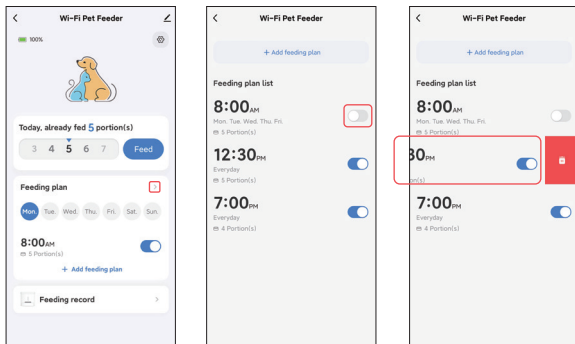 Wi-Fi Pet Feeder
100%
Today, already fed 5 portion(s)
3 4 5 6 7
Feed
Feeding plan
Mon. Tue. Wed. Thu. Fri. Sat. Sun.
8:00AM
5 Portion(s)
+ Add feeding plan
Feeding record
Wi-Fi Pet Feeder
+ Add feeding plan
Feeding plan list
8:00AM
Mon. Tue. Wed. Thu. Fri.
5 Portion(s)
12:30PM
Everyday
5 Portion(s)
7:00PM
Everyday
4 Portion(s)
Wi-Fi Pet Feeder
+ Add feeding plan
Feeding plan list
8:00AM
Mon. Tue. Wed. Thu. Fri.
5 Portion(s)
30PM
on(s)
7:00PM
Everyday
4 Portion(s)